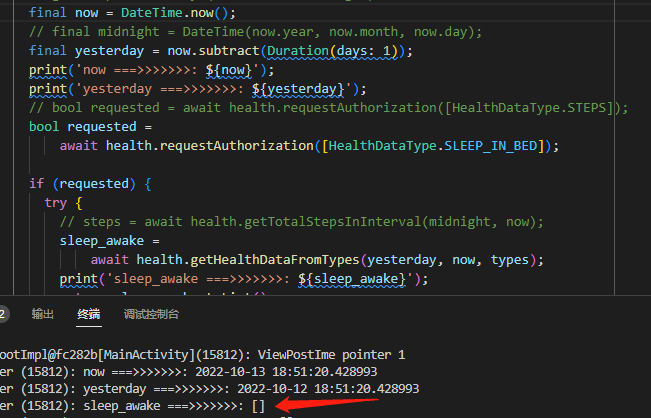 final now = DateTime.now();
// final midnight = DateTime(now.year, now.month, now.day);
final yesterday = now.subtract(Duration(days: 1));
print('now ===>>>>>>>: ${now}');
print('yesterday ===>>>>>>>: ${yesterday}');
// bool requested = await health.requestAuthorization([HealthDataType.STEPS]);
bool requested =
await health.requestAuthorization([HealthDataType.SLEEP_IN_BED]);
if (requested) {
try {
// steps = await health.getTotalStepsInInterval(midnight, now);
sleep_awake =
await health.getHealthDataFromTypes(yesterday, now, types);
print('sleep_awake ===>>>>>>>: ${sleep_awake}');
2 输出 终端 调试控制台
ootImpl@fc282b[MainActivity](15812): ViewPostIme pointer 1
er (15812): now ===>>>>>>>: 2022-10-13 18:51:20.428993
er (15812): yesterday ===>>>>>>>: 2022-10-12 18:51:20.428993
er (15812): sleep_awake ===>>>>>>>: []